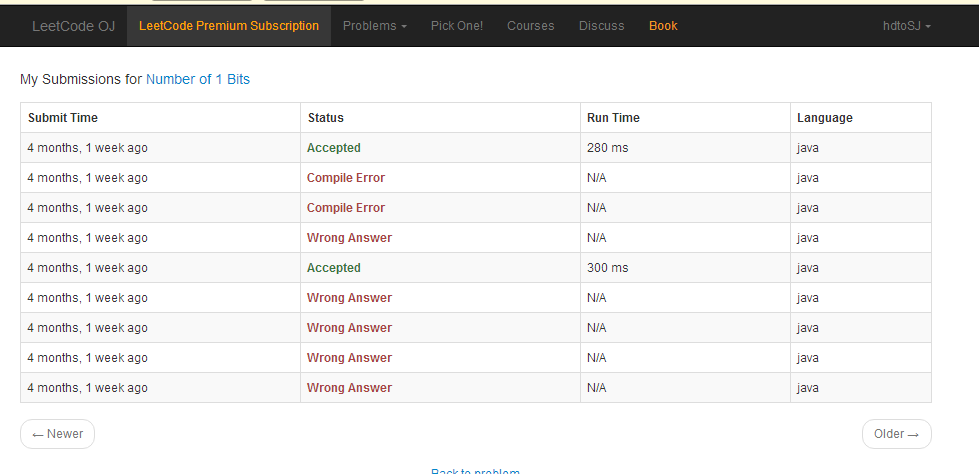 LeetCode OJ LeetCode Premium Subscription Problems Pick One! Courses Discuss Book hdtoSJ
My Submissions for Number of 1 Bits
Submit Time Status Run Time Language
4 months, 1 week ago Accepted 280 ms java
4 months, 1 week ago Compile Error N/A java
4 months, 1 week ago Compile Error N/A java
4 months, 1 week ago Wrong Answer N/A java
4 months, 1 week ago Accepted 300 ms java
4 months, 1 week ago Wrong Answer N/A java
4 months, 1 week ago Wrong Answer N/A java
4 months, 1 week ago Wrong Answer N/A java
4 months, 1 week ago Wrong Answer N/A java
← Newer Older →
Back to problem